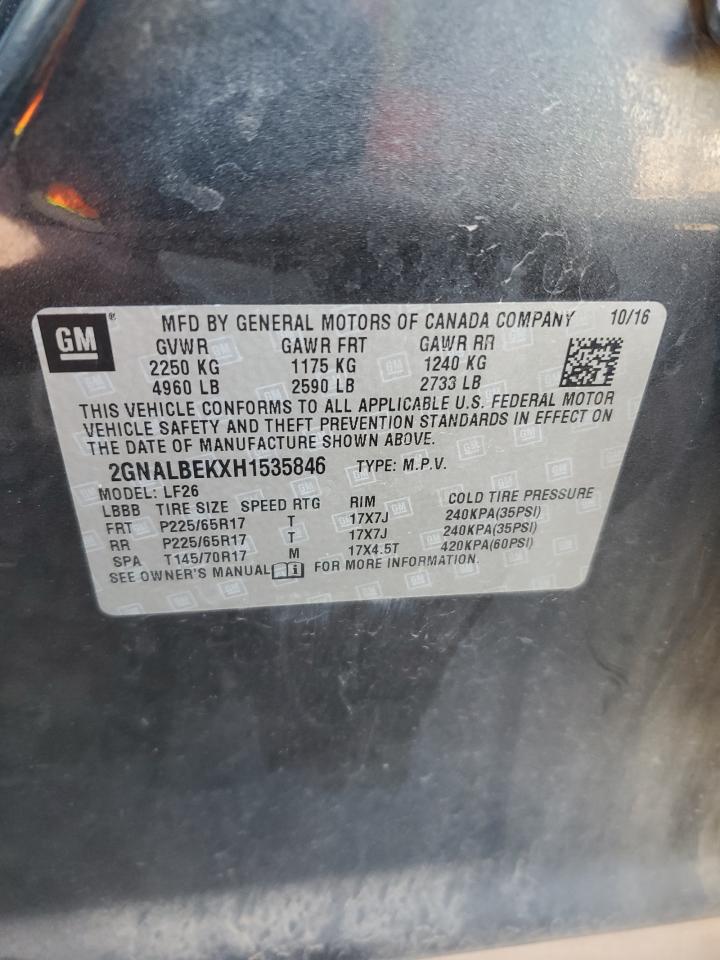 GM ® MFD BY GENERAL MOTORS OF CANADA COMPANY 10/16
GVWR GAWR FRT GAWR RR
2250 KG 1175 KG 1240 KG
4960 LB 2590 LB 2733 LB
THIS VEHICLE CONFORMS TO ALL APPLICABLE U.S. FEDERAL MOTOR
VEHICLE SAFETY AND THEFT PREVENTION STANDARDS IN EFFECT ON
THE DATE OF MANUFACTURE SHOWN ABOVE.
2GNALBEKXH1535846 TYPE: M.P.V.
MODEL: LF26
LBBB TIRE SIZE SPEED RTG RIM COLD TIRE PRESSURE
FRT P225/65R17 T 17X7J 240KPA(35PSI)
RR P225/65R17 T 17X7J 240KPA(35PSI)
SPA T145/70R17 M 17X4.5T 420KPA(60PSI)
SEE OWNER'S MANUAL i FOR MORE INFORMATION.